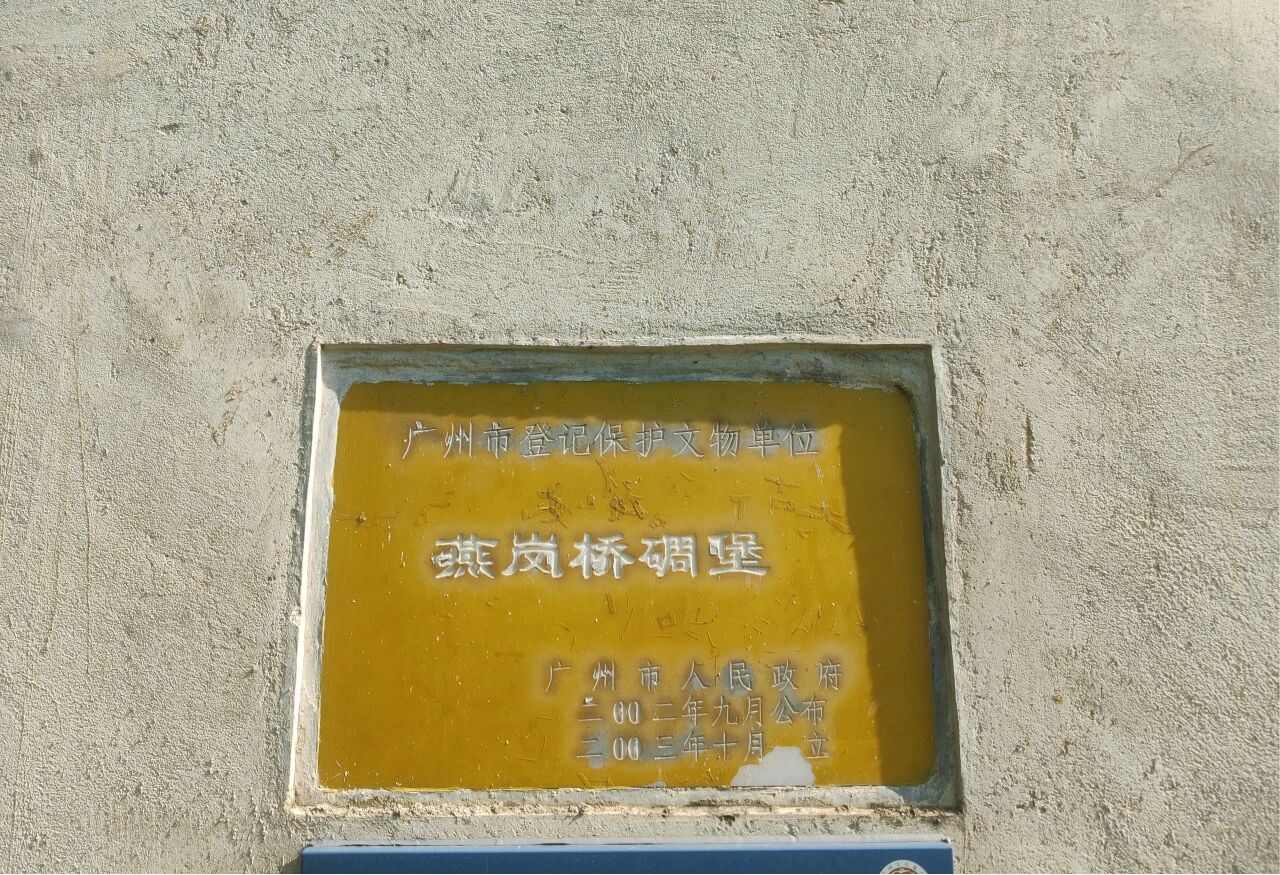 广州市登记保护文物单位
燕岗桥碉堡
广州市人民政府
二00二年九月公布
二00三年十月 立